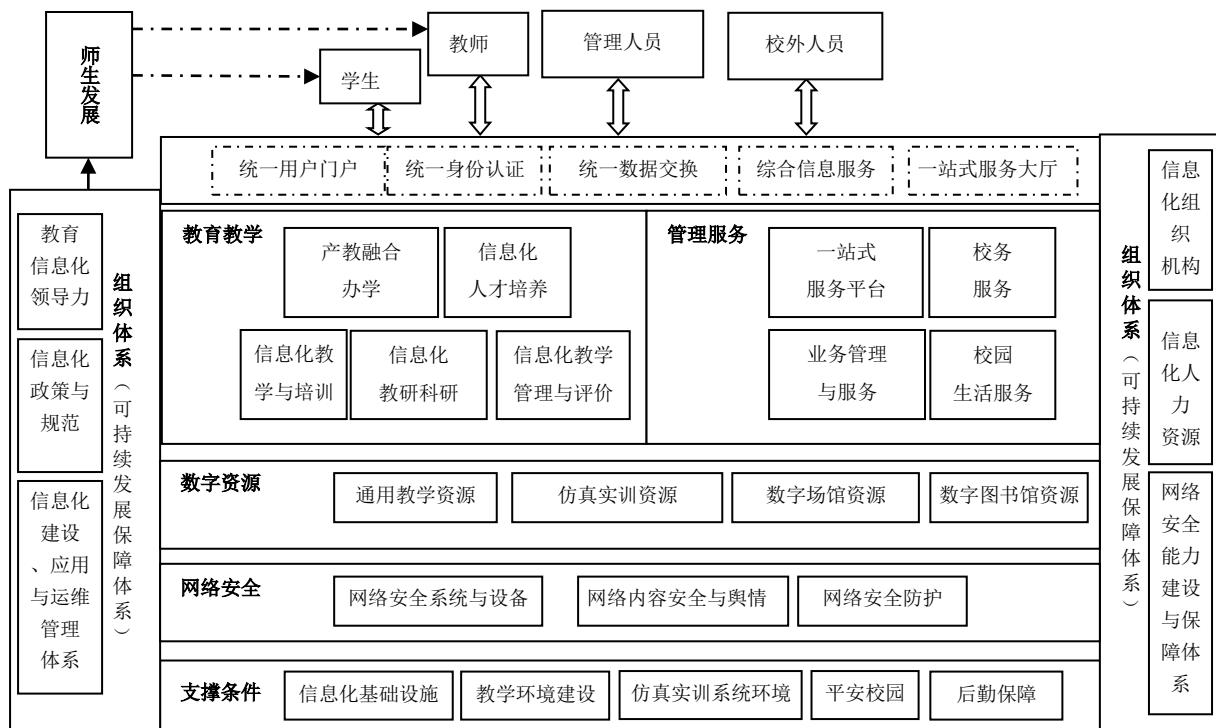 师生发展
教师
管理人员
校外人员
学生
统一用户门户
统一身份认证
统一数据交换
综合信息服务
一站式服务大厅
教育
信息化
领导力
信息化
政策与
规范
信息化
建设
、应用
与运维
管理
体系
组织体系（可持续发展保障体系）
教育教学
产教融合
办学
信息化
人才培养
信息化教
学与培训
信息化
教研科研
信息化教学
管理与评价
管理服务
一站式
服务平台
校务
服务
业务管理
与服务
校园
生活服务
数字资源
通用教学资源
仿真实训资源
数字场馆资源
数字图书馆资源
网络安全
网络安全系统与设备
网络内容安全与舆情
网络安全防护
支撑条件
信息化基础设施
教学环境建设
仿真实训系统环境
平安校园
后勤保障
组织体系（可持续发展保障体系）
信息
化组
织
机构
信息
化人
力
资源
网络
安全
能力
建设
与保
障体
系